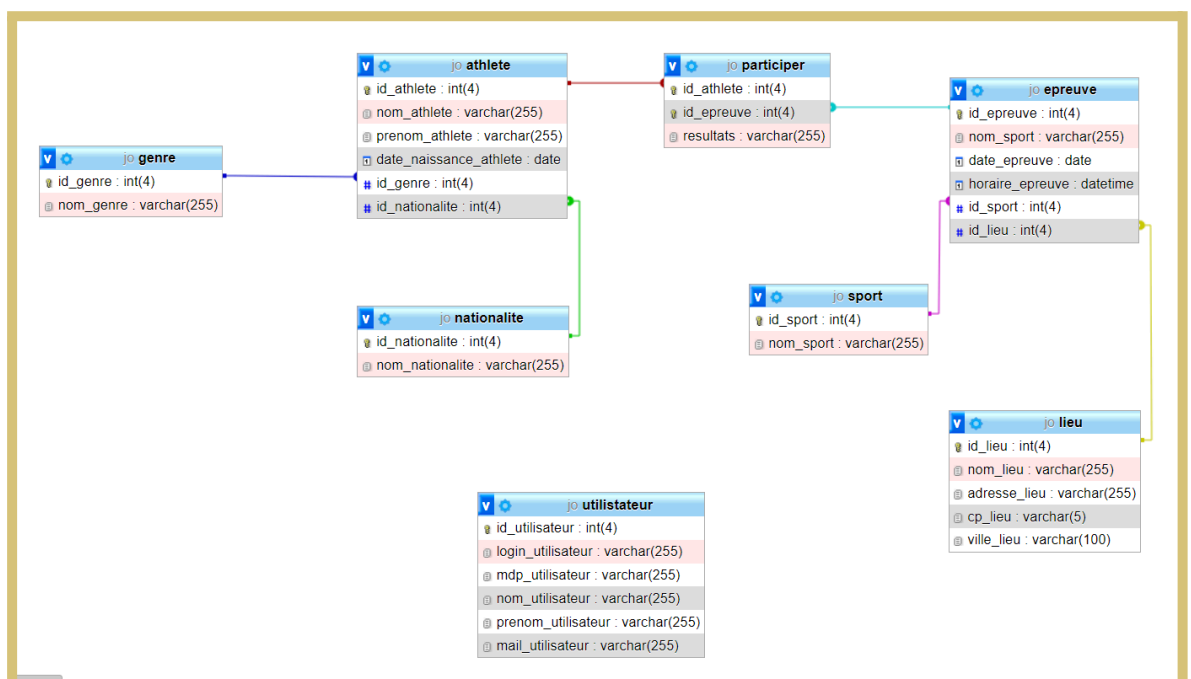 jo genre
id_genre : int(4)
nom_genre : varchar(255)
jo athlete
id_athlete : int(4)
nom_athlete : varchar(255)
prenom_athlete : varchar(255)
date_naissance_athlete : date
id_genre : int(4)
id_nationalite : int(4)
jo participer
id_athlete : int(4)
id_epreuve : int(4)
resultats : varchar(255)
jo epreuve
id_epreuve : int(4)
nom_sport : varchar(255)
date_epreuve : date
horaire_epreuve : datetime
id_sport : int(4)
id_lieu : int(4)
jo nationalite
id_nationalite : int(4)
nom_nationalite : varchar(255)
jo sport
id_sport : int(4)
nom_sport : varchar(255)
jo lieu
id_lieu : int(4)
nom_lieu : varchar(255)
adresse_lieu : varchar(255)
cp_lieu : varchar(5)
ville_lieu : varchar(100)
jo utilistateur
id_utilisateur : int(4)
login_utilisateur : varchar(255)
mdp_utilisateur : varchar(255)
nom_utilisateur : varchar(255)
prenom_utilisateur : varchar(255)
mail_utilisateur : varchar(255)